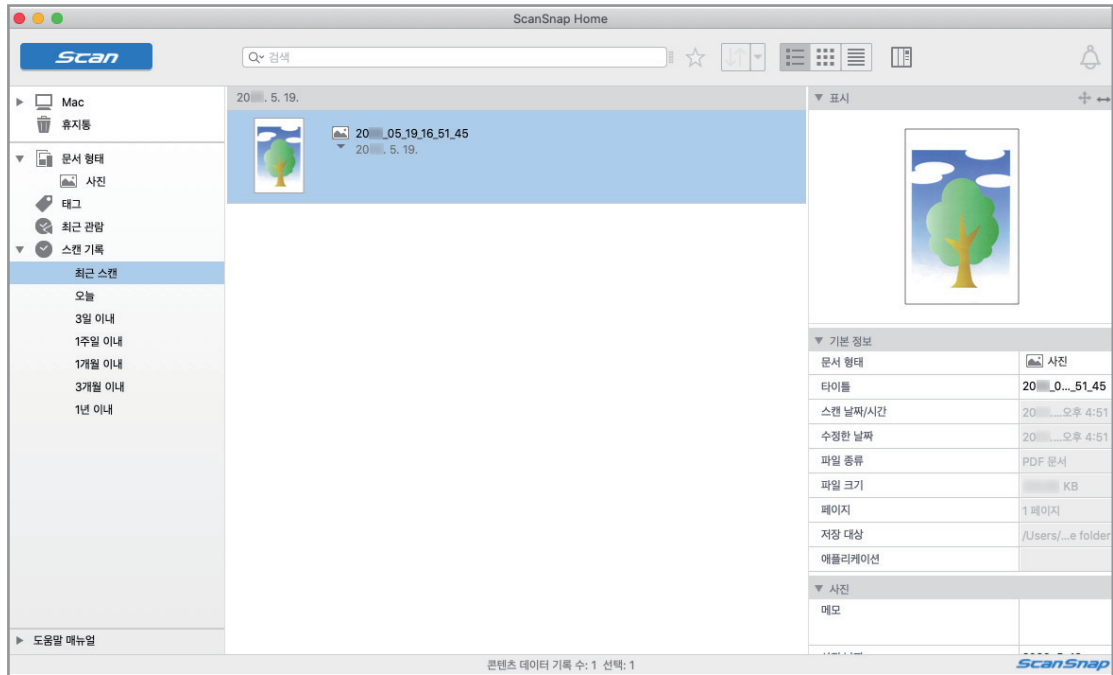 ScanSnap Home
Scan
검색
Mac
휴지통
문서 형태
사진
태그
최근 관람
스캔 기록
최근 스캔
오늘
3일 이내
1주일 이내
1개월 이내
3개월 이내
1년 이내
도움말 매뉴얼
20 . 5. 19.
20 _05_19_16_51_45
20 . 5. 19.
표시
기본 정보
문서 형태 사진
타이틀 20 _0..._51_45
스캔 날짜/시간 20 ....오후 4:51
수정한 날짜 20 ....오후 4:51
파일 종류 PDF 문서
파일 크기 KB
페이지 1 페이지
저장 대상 /Users/...e folder
애플리케이션
사진
메모
콘텐츠 데이터 기록 수: 1 선택: 1
ScanSnap